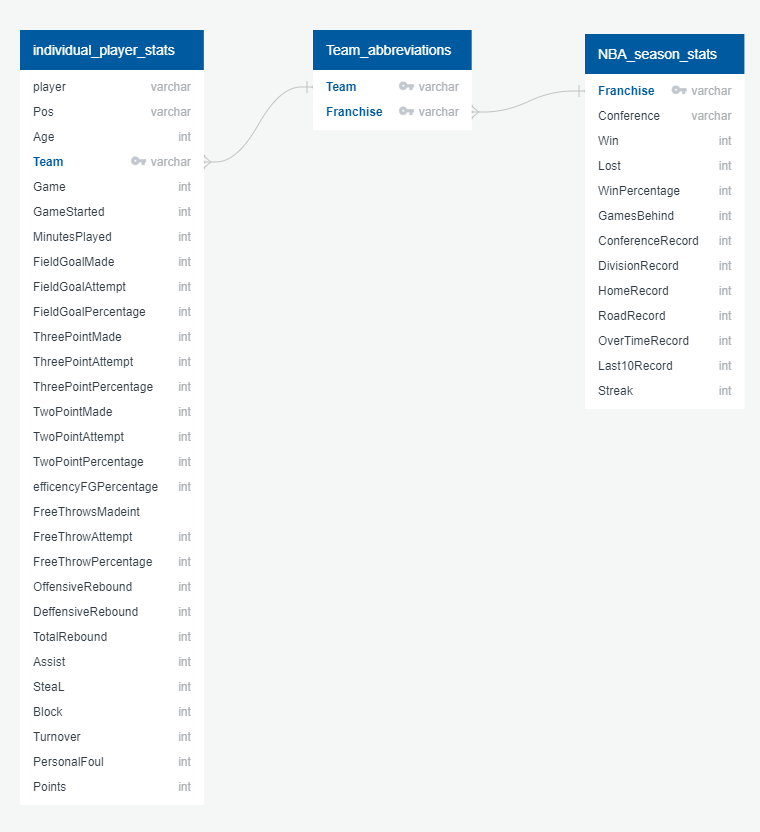 individual_player_stats
player varchar
Pos varchar
Age int
Team varchar
Game int
GameStarted int
MinutesPlayed int
FieldGoalMade int
FieldGoalAttempt int
FieldGoalPercentage int
ThreePointMade int
ThreePointAttempt int
ThreePointPercentage int
TwoPointMade int
TwoPointAttempt int
TwoPointPercentage int
efficencyFGPercentage int
FreeThrowsMadeint
FreeThrowAttempt int
FreeThrowPercentage int
OffensiveRebound int
DeffensiveRebound int
TotalRebound int
Assist int
SteaL int
Block int
Turnover int
PersonalFoul int
Points int
Team_abbreviations
Team varchar
Franchise varchar
NBA_season_stats
Franchise varchar
Conference varchar
Win int
Lost int
WinPercentage int
GamesBehind int
ConferenceRecord int
DivisionRecord int
HomeRecord int
RoadRecord int
OverTimeRecord int
Last10Record int
Streak int